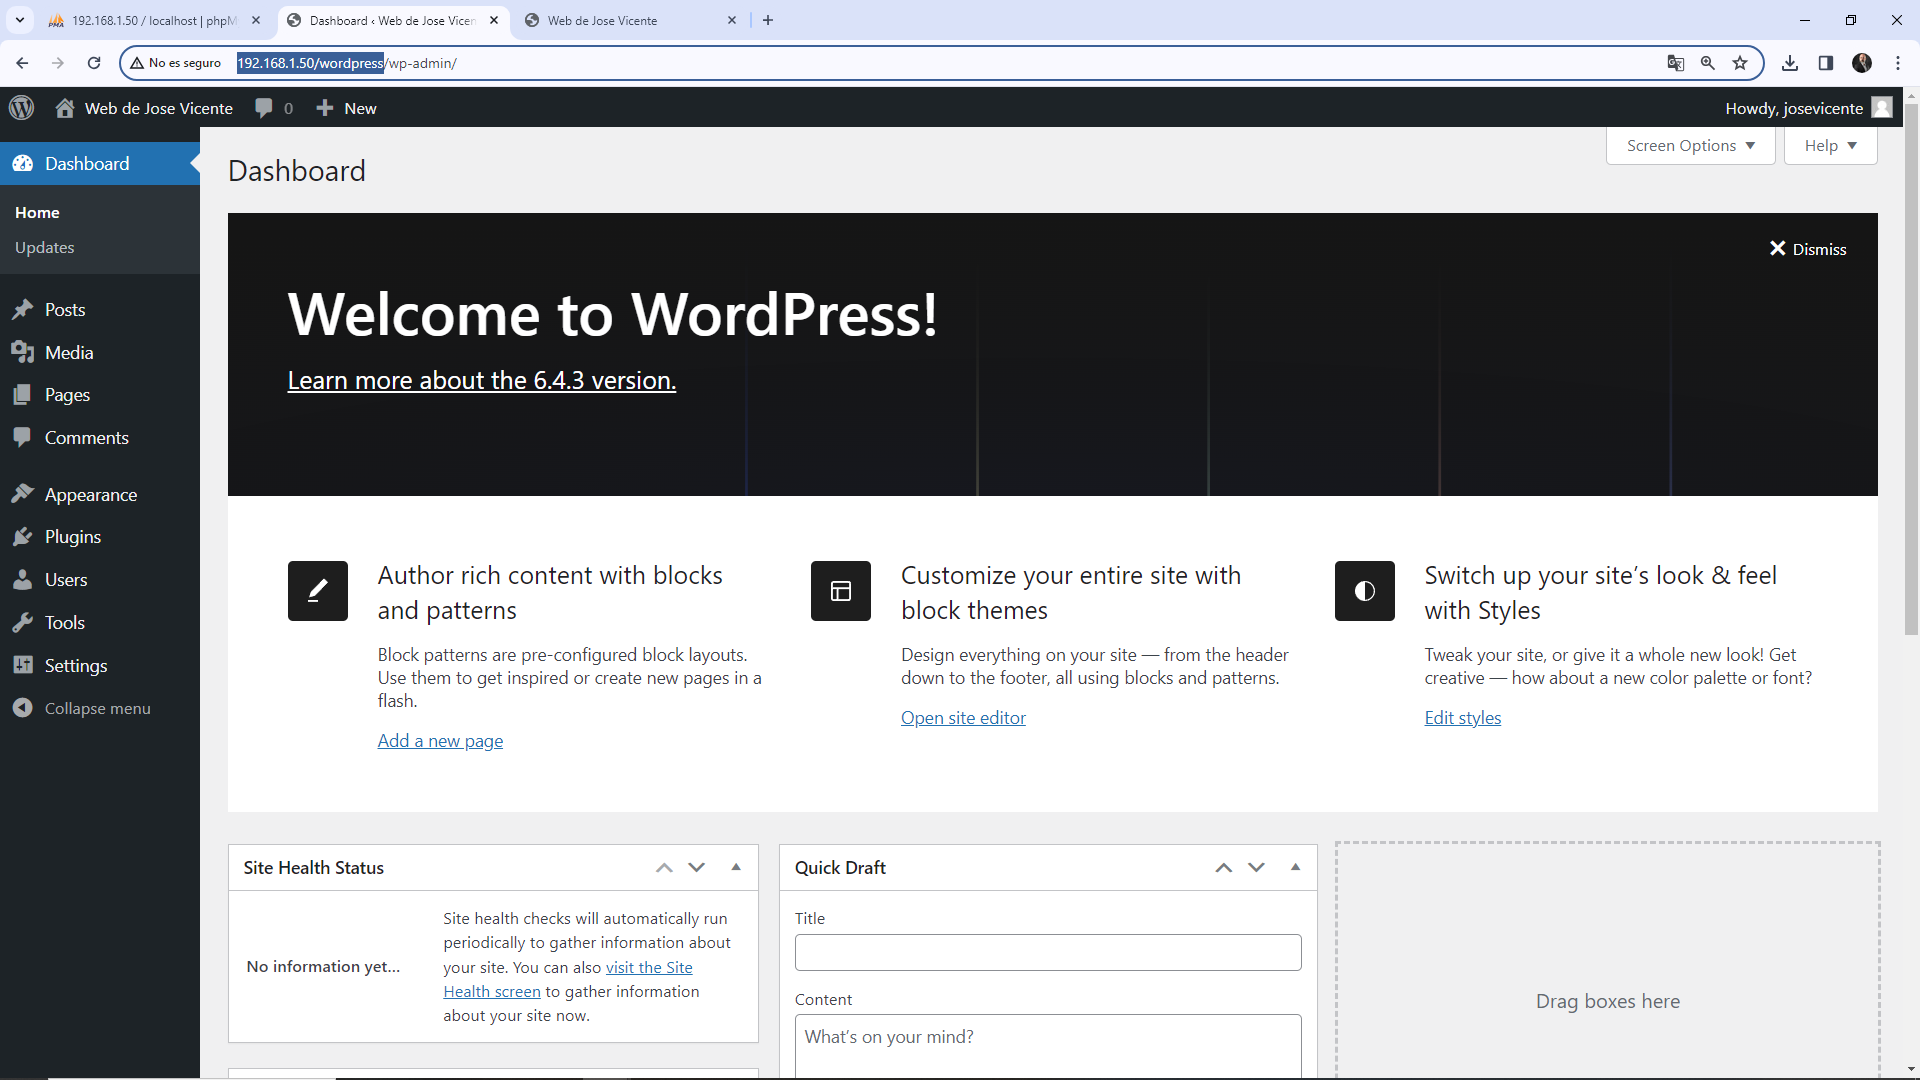 192.168.1.50 / localhost | phpM
Dashboard ‹ Web de Jose Vicen
Web de Jose Vicente
No es seguro
192.168.1.50/wordpress/wp-admin/
Web de Jose Vicente
0
New
Howdy, josevicente
Dashboard
Home
Updates
Posts
Media
Pages
Comments
Appearance
Plugins
Users
Tools
Settings
Collapse menu
Screen Options
Help
Dashboard
Dismiss
Welcome to WordPress!
Learn more about the 6.4.3 version.
Author rich content with blocks
and patterns
Block patterns are pre-configured block layouts.
Use them to get inspired or create new pages in a
flash.
Add a new page
Customize your entire site with
block themes
Design everything on your site — from the header
down to the footer, all using blocks and patterns.
Open site editor
Switch up your site’s look & feel
with Styles
Tweak your site, or give it a whole new look! Get
creative — how about a new color palette or font?
Edit styles
Site Health Status
No information yet...
Site health checks will automatically run
periodically to gather information about
your site. You can also visit the Site
Health screen to gather information
about your site now.
Quick Draft
Title
Content
What’s on your mind?
Drag boxes here